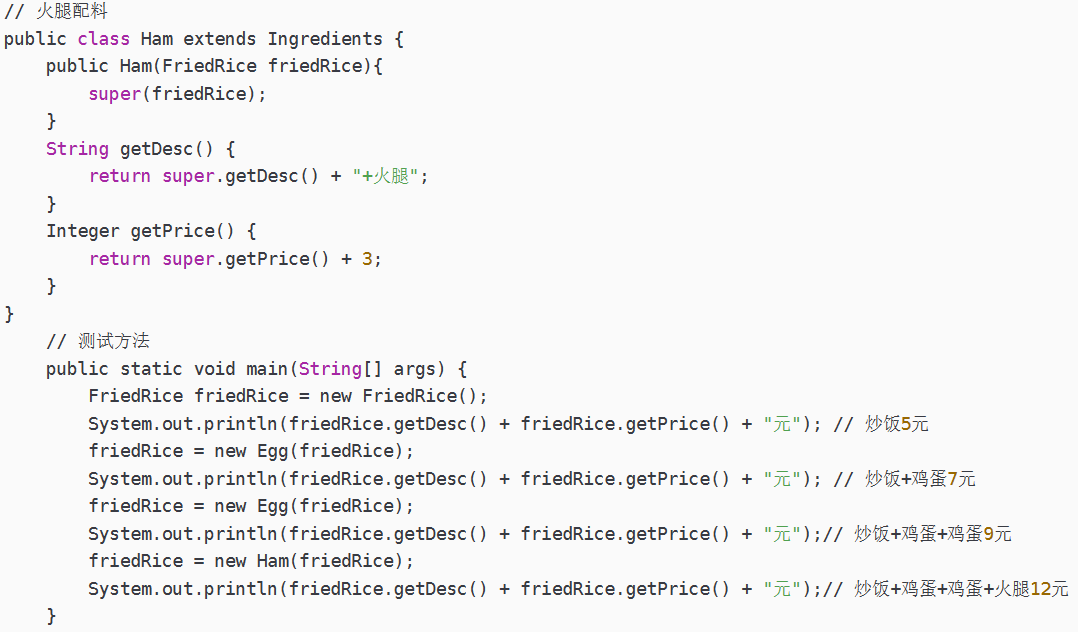 // 火腿配料
public class Ham extends Ingredients {
    public Ham(FriedRice friedRice){
        super(friedRice);
    }
    String getDesc() {
        return super.getDesc() + "+火腿";
    }
    Integer getPrice() {
        return super.getPrice() + 3;
    }
}
    // 测试方法
    public static void main(String[] args) {
        FriedRice friedRice = new FriedRice();
        System.out.println(friedRice.getDesc() + friedRice.getPrice() + "元"); // 炒饭5元
        friedRice = new Egg(friedRice);
        System.out.println(friedRice.getDesc() + friedRice.getPrice() + "元"); // 炒饭+鸡蛋7元
        friedRice = new Egg(friedRice);
        System.out.println(friedRice.getDesc() + friedRice.getPrice() + "元");// 炒饭+鸡蛋+鸡蛋9元
        friedRice = new Ham(friedRice);
        System.out.println(friedRice.getDesc() + friedRice.getPrice() + "元");// 炒饭+鸡蛋+鸡蛋+火腿12元
    }